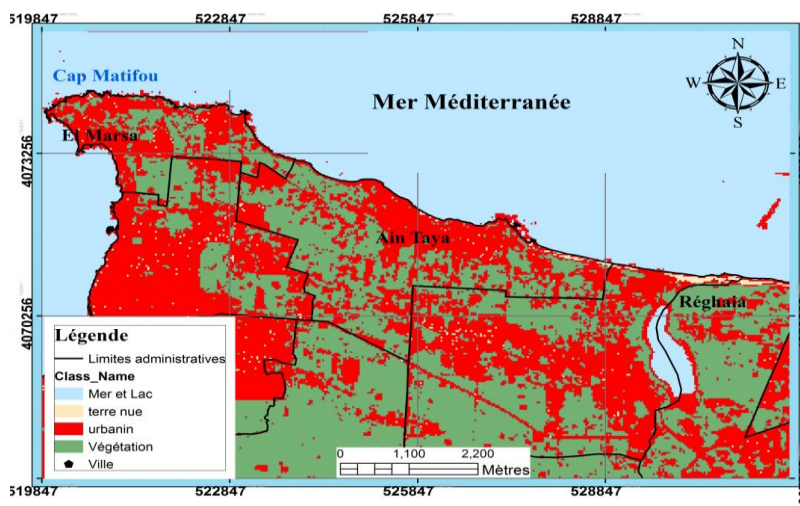 519847 522847 525847 528847
N
W E
S
Cap Matifou
Mer Méditerranée
El Marsa
4073256
Ain Taya
Réghaia
4070256
Légende
Limites administratives
Class_Name
Mer et Lac
terre nue
urbanin
Végétation
Ville
0 1,100 2,200
Mètres
519847 522847 525847 528847